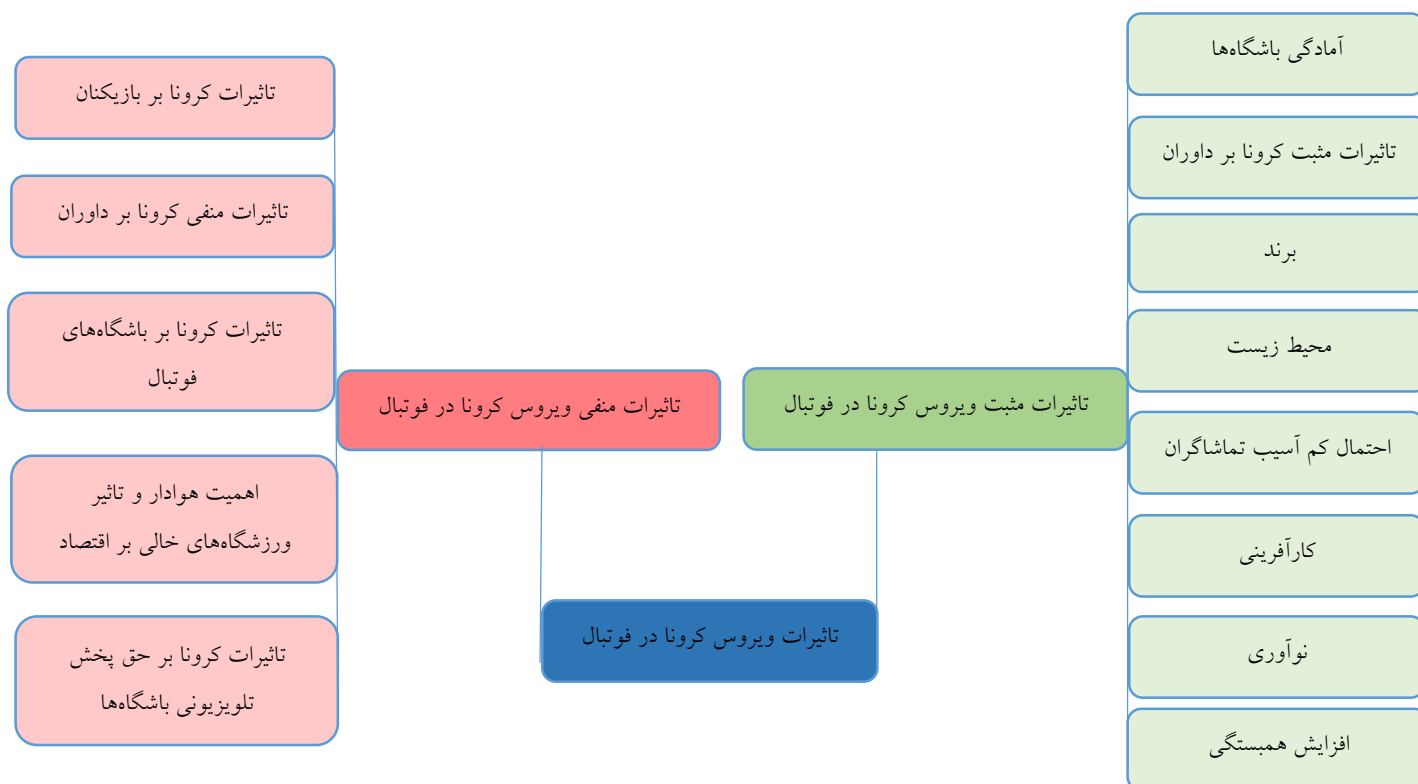 آمادگی باشگاه‌ها
تاثیرات مثبت کرونا بر داوران
برند
محیط زیست
احتمال کم آسیب تماشاگران
کارآفرینی
نوآوری
افزایش همبستگی
تاثیرات مثبت ویروس کرونا در فوتبال
تاثیرات ویروس کرونا در فوتبال
تاثیرات منفی ویروس کرونا در فوتبال
تاثیرات کرونا بر بازیکنان
تاثیرات منفی کرونا بر داوران
تاثیرات کرونا بر باشگاه‌های
فوتبال
اهمیت هوادار و تاثیر
ورزشگاه‌های خالی بر اقتصاد
تاثیرات کرونا بر حق پخش
تلویزیونی باشگاه‌ها